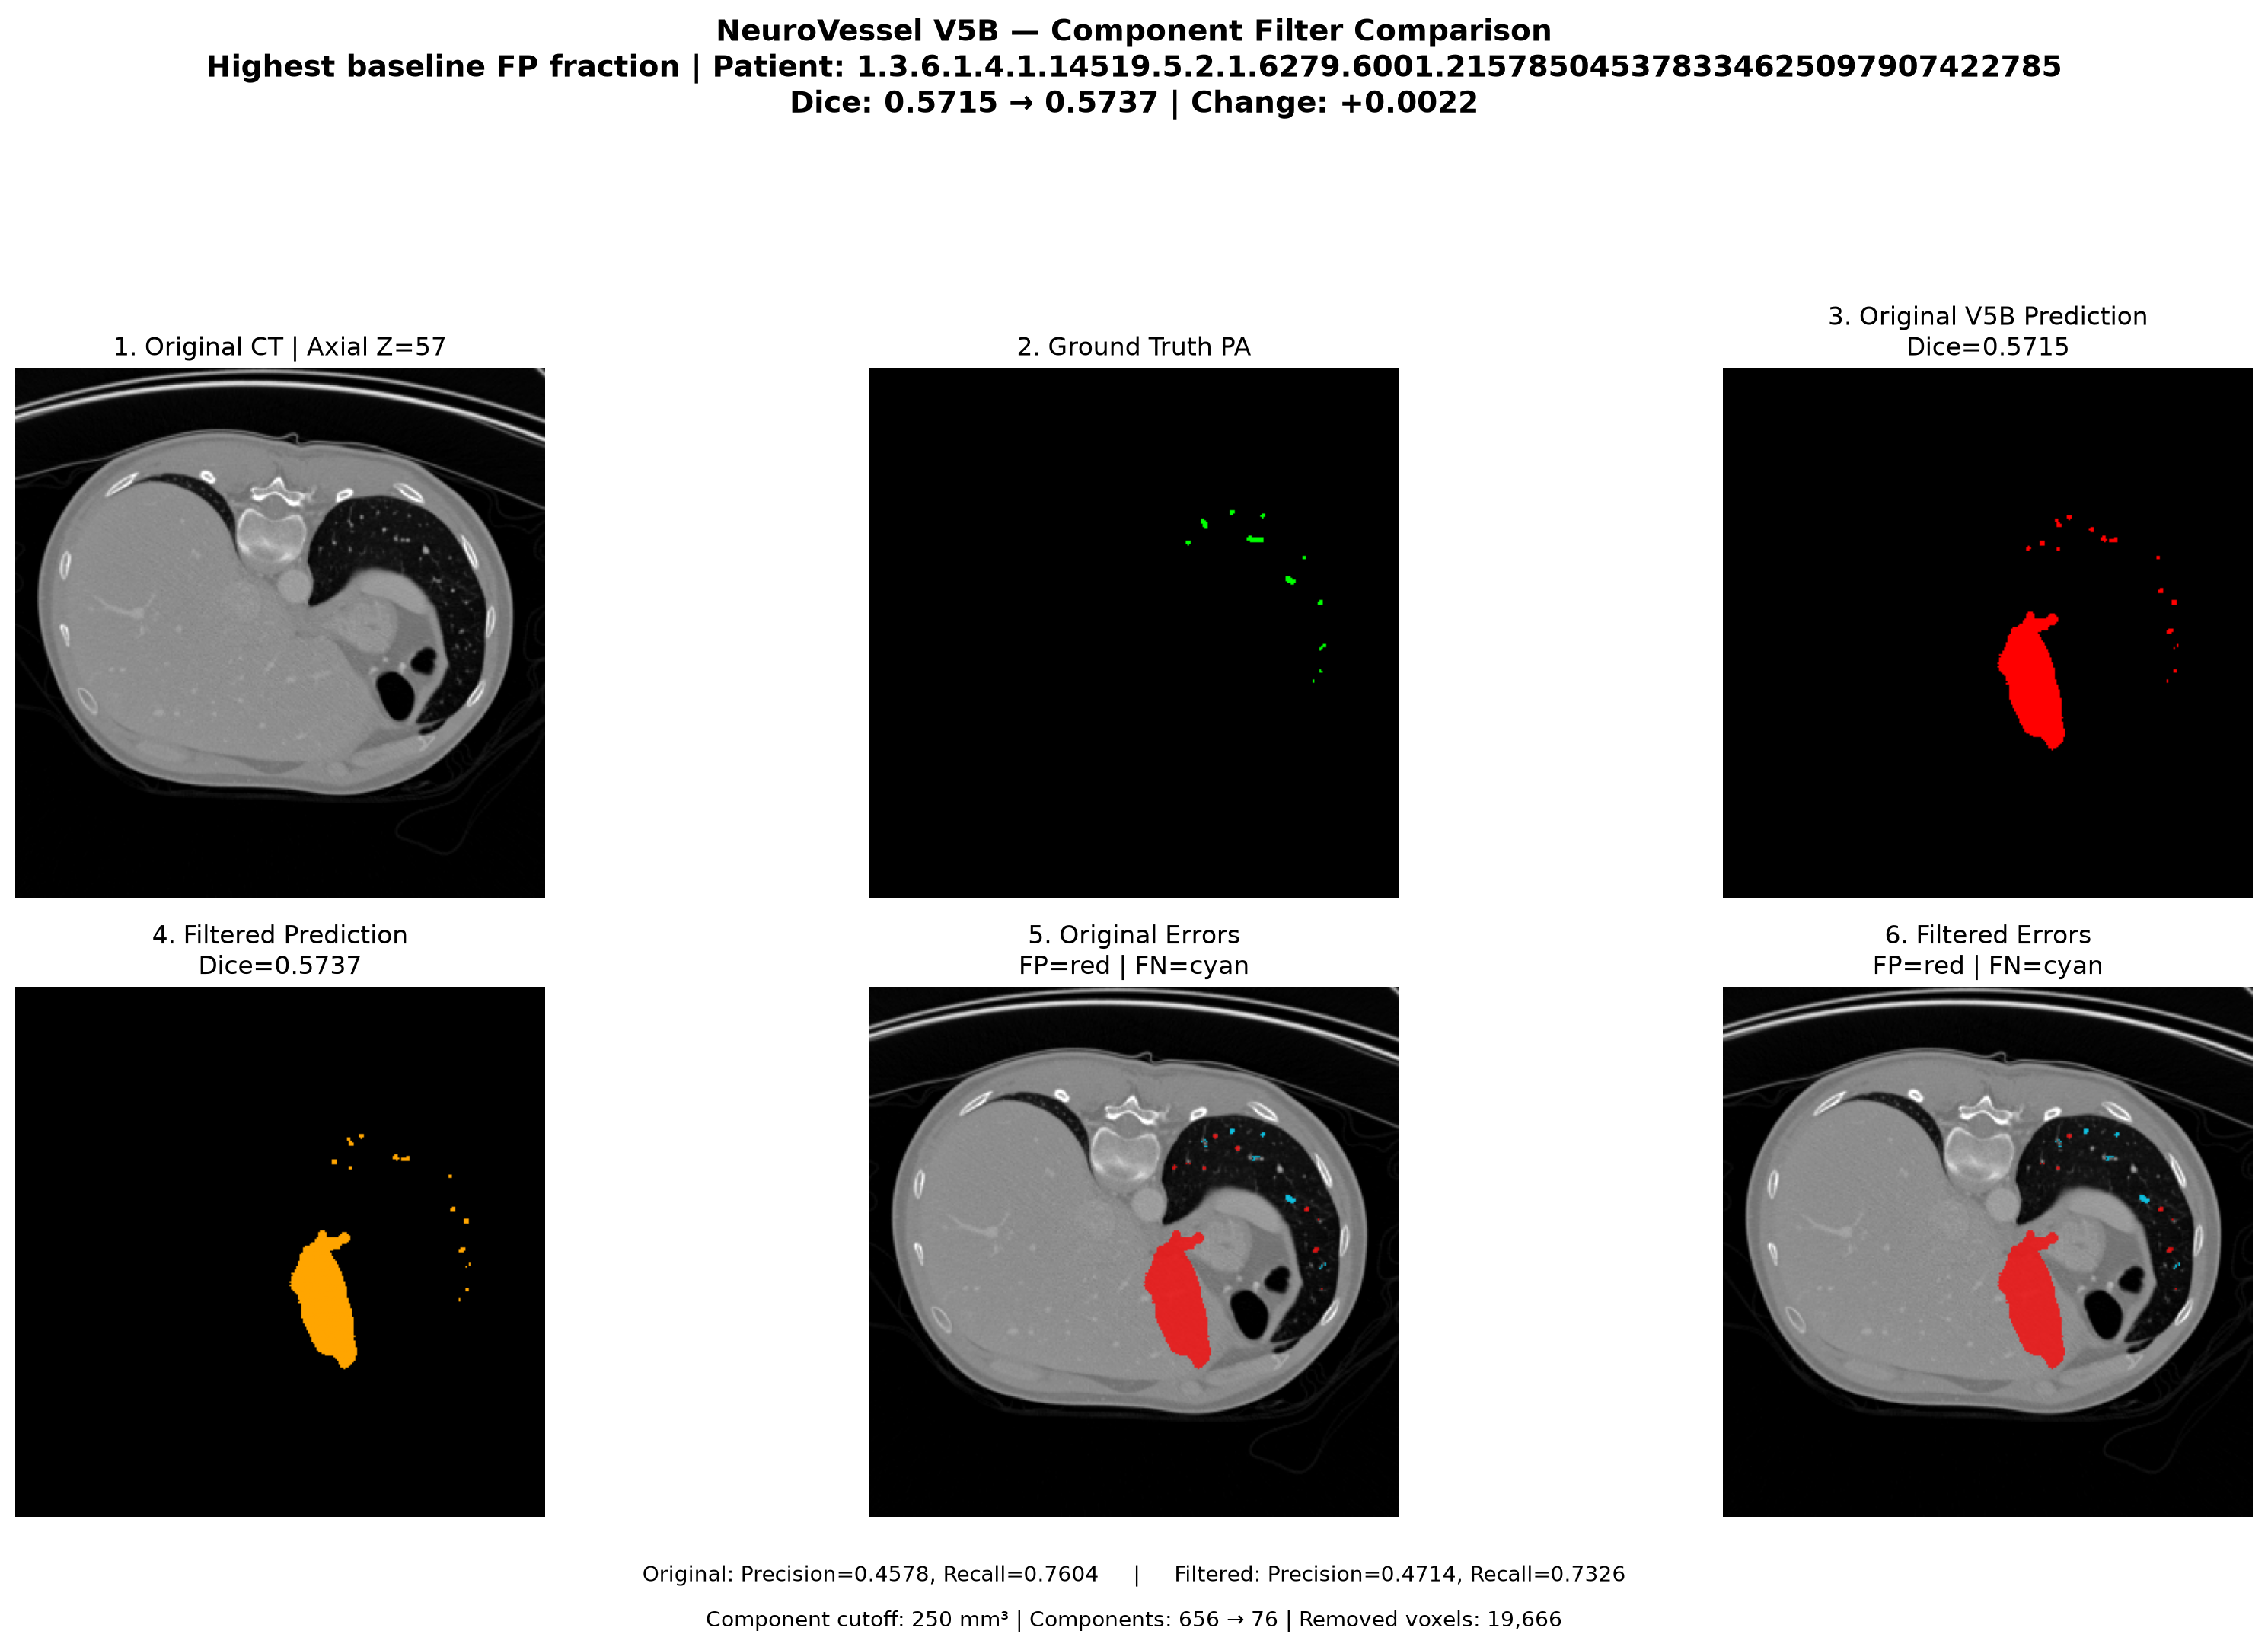 NeuroVessel V5B — Component Filter Comparison
Highest baseline FP fraction | Patient: 1.3.6.1.4.1.14519.5.2.1.6279.6001.215785045378334625097907422785
Dice: 0.5715 → 0.5737 | Change: +0.0022
1. Original CT | Axial Z=57
2. Ground Truth PA
3. Original V5B Prediction
Dice=0.5715
4. Filtered Prediction
Dice=0.5737
5. Original Errors
FP=red | FN=cyan
6. Filtered Errors
FP=red | FN=cyan
Original: Precision=0.4578, Recall=0.7604 | Filtered: Precision=0.4714, Recall=0.7326
Component cutoff: 250 mm³ | Components: 656 → 76 | Removed voxels: 19,666